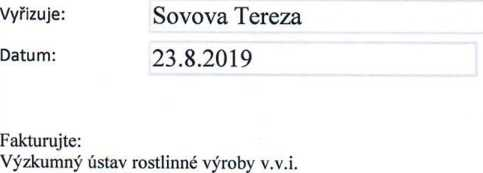 Vyřizuje: Sovova Tereza
Datum: 23.8.2019
Fakturujte:
Výzkumný ústav rostlinné výroby v.v.i.